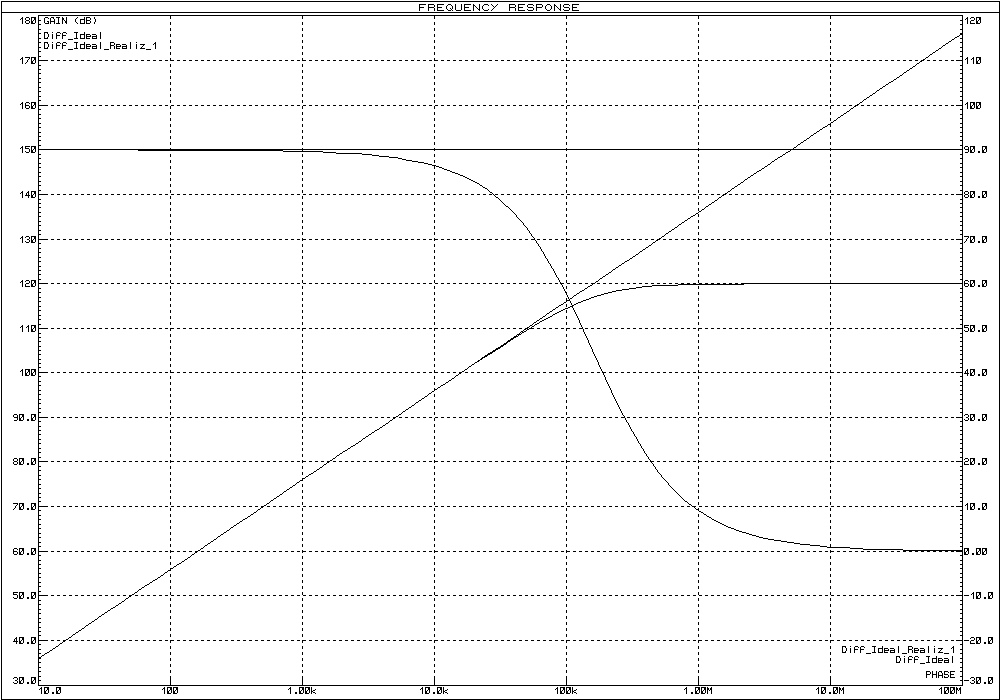 FREQUENCY RESPONSE
GAIN (dB)
Diff_Ideal
Diff_Ideal_Realiz_1
180 120
170 110
160 100
150 90.0
140 80.0
130 70.0
120 60.0
110 50.0
100 40.0
90.0 30.0
80.0 20.0
70.0 10.0
60.0 0.00
50.0 -10.0
40.0 -20.0
30.0 -30.0
Diff_Ideal_Realiz_1
Diff_Ideal
PHASE
10.0 100 1.00k 10.0k 100k 1.00M 10.0M 100M